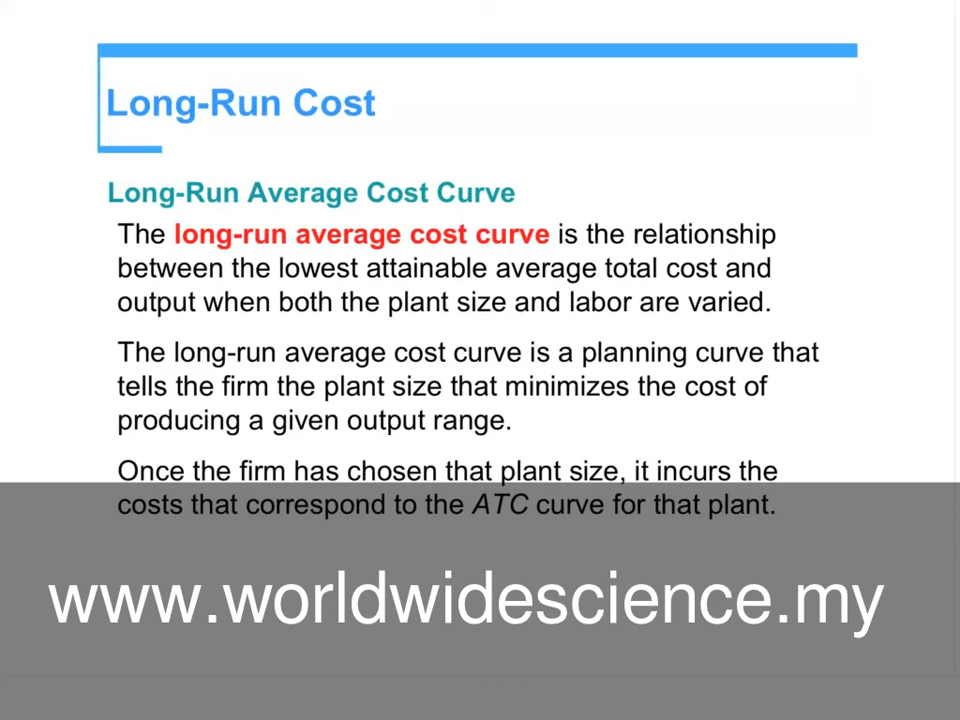 Long-Run Cost
Long-Run Average Cost Curve
The long-run average cost curve is the relationship
between the lowest attainable average total cost and
output when both the plant size and labor are varied.
The long-run average cost curve is a planning curve that
tells the firm the plant size that minimizes the cost of
producing a given output range.
Once the firm has chosen that plant size, it incurs the
costs that correspond to the ATC curve for that plant.
www.worldwidescience.my